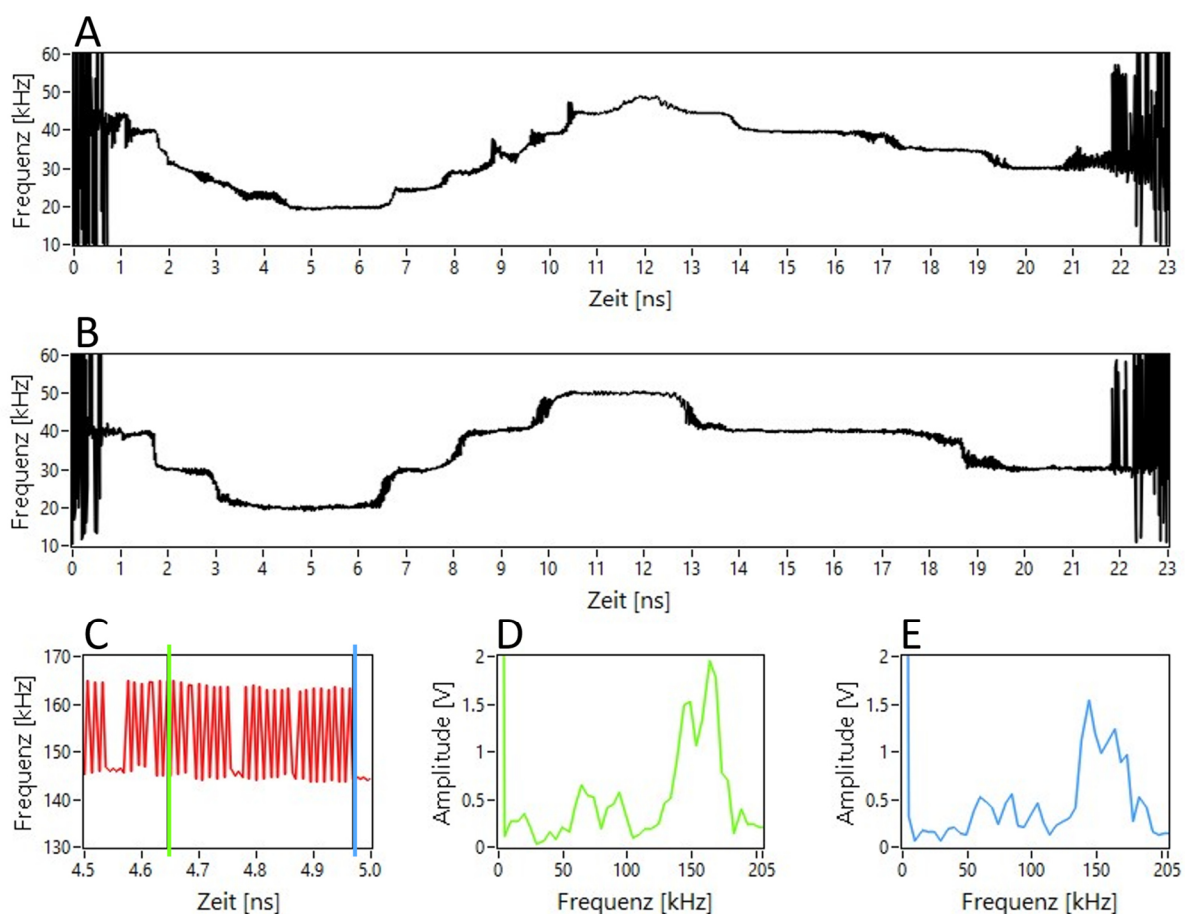 A
Frequenz [kHz]
60
50
40
30
20
10
0 1 2 3 4 5 6 7 8 9 10 11 12 13 14 15 16 17 18 19 20 21 22 23
Zeit [ns]
B
Frequenz [kHz]
60
50
40
30
20
10
0 1 2 3 4 5 6 7 8 9 10 11 12 13 14 15 16 17 18 19 20 21 22 23
Zeit [ns]
C
Frequenz [kHz]
170
160
150
140
130
4.5 4.6 4.7 4.8 4.9 5.0
Zeit [ns]
D
Amplitude [V]
2
1.5
1
0.5
0
0 50 100 150 205
Frequenz [kHz]
E
Amplitude [V]
2
1.5
1
0.5
0
0 50 100 150 205
Frequenz [kHz]